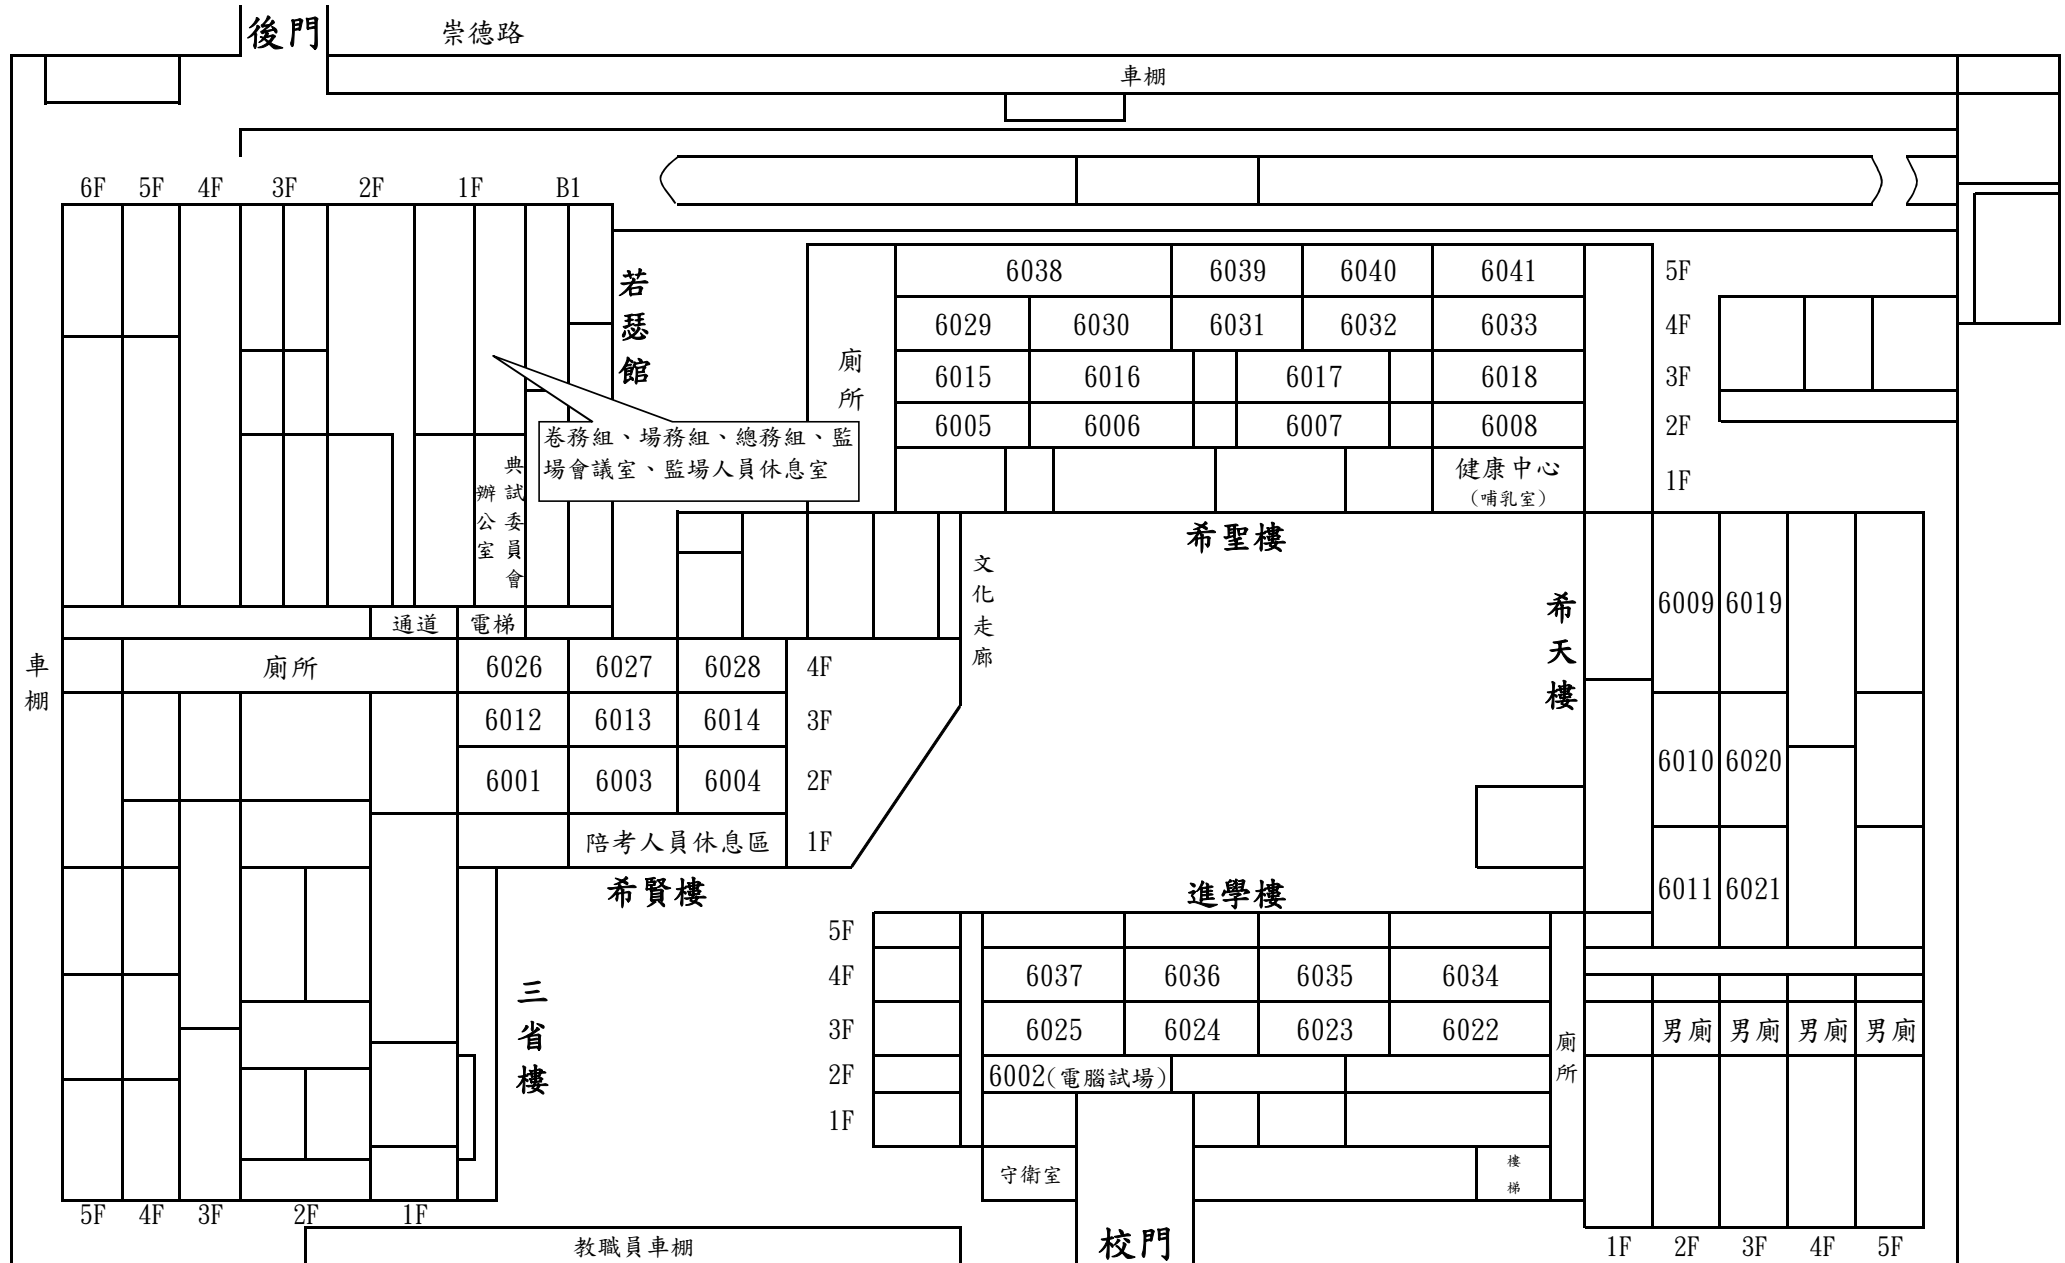 後門
崇德路
車棚
6F 5F 4F 3F 2F 1F B1
若瑟館
卷務組、場務組、總務組、監
場會議室、監場人員休息室
典試委員會
辦公室
通道 電梯
廁所
6038 6039 6040 6041 5F
6029 6030 6031 6032 6033 4F
6015 6016 6017 6018 3F
6005 6006 6007 6008 2F
健康中心
(哺乳室)
1F
希聖樓
文化走廊
車棚
廁所
6026 6027 6028 4F
6012 6013 6014 3F
6001 6003 6004 2F
陪考人員休息區 1F
希賢樓
希天樓
6009 6019
6010 6020
6011 6021
進學樓
5F
4F 6037 6036 6035 6034
3F 6025 6024 6023 6022
2F 6002(電腦試場)
1F
廁所
男廁 男廁 男廁 男廁
三省樓
守衛室
樓梯
5F 4F 3F 2F 1F
教職員車棚
校門
1F 2F 3F 4F 5F